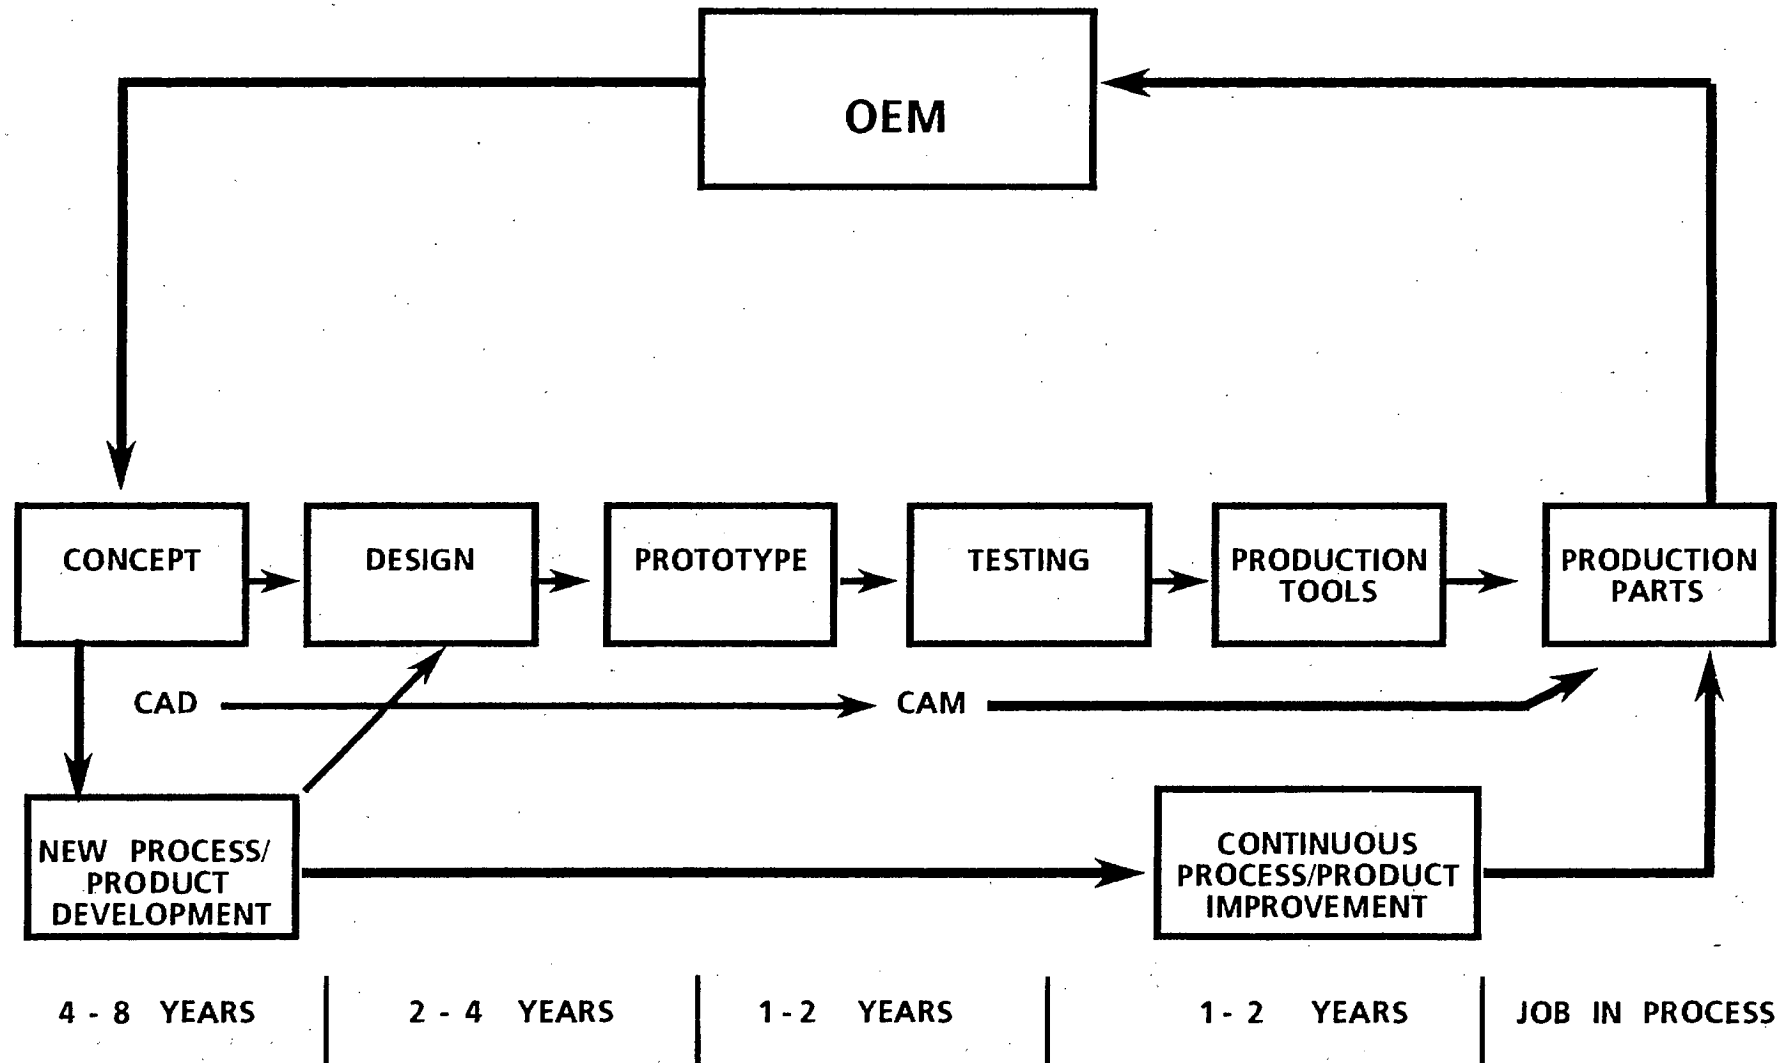 OEM
CONCEPT
DESIGN
PROTOTYPE
TESTING
PRODUCTION
TOOLS
PRODUCTION
PARTS
CAD
CAM
NEW PROCESS/
PRODUCT
DEVELOPMENT
CONTINUOUS
PROCESS/PRODUCT
IMPROVEMENT
4 - 8 YEARS
2 - 4 YEARS
1 - 2 YEARS
1 - 2 YEARS
JOB IN PROCESS